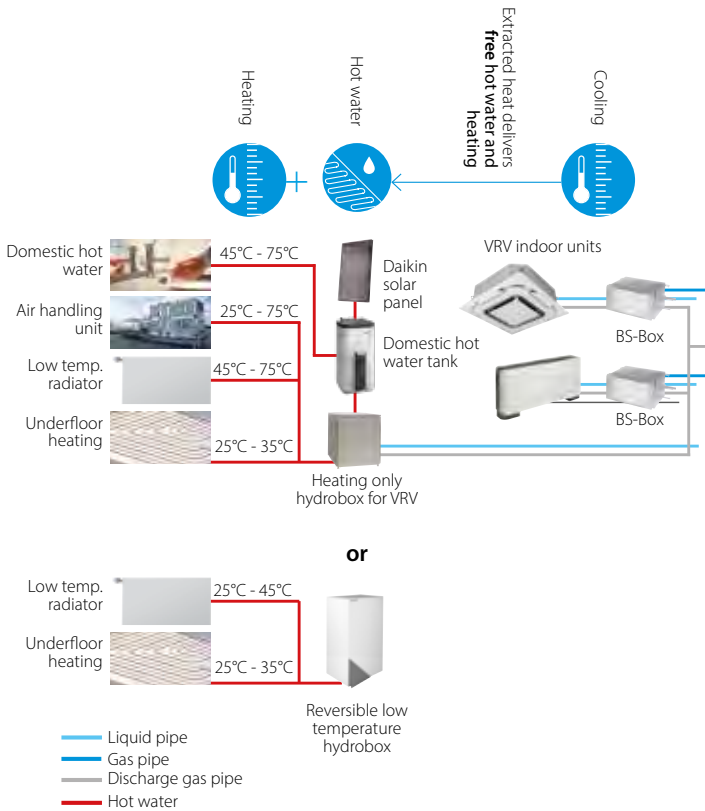 Heating
Hot water
Extracted heat delivers
free hot water and
heating
Cooling
Domestic hot
water
45°C - 75°C
Air handling
unit
25°C - 75°C
Low temp.
radiator
45°C - 75°C
Underfloor
heating
25°C - 35°C
Daikin
solar
panel
Domestic hot
water tank
Heating only
hydrobox for VRV
VRV indoor units
BS-Box
BS-Box
or
Low temp.
radiator
25°C - 45°C
Underfloor
heating
25°C - 35°C
Reversible low
temperature
hydrobox
Liquid pipe
Gas pipe
Discharge gas pipe
Hot water